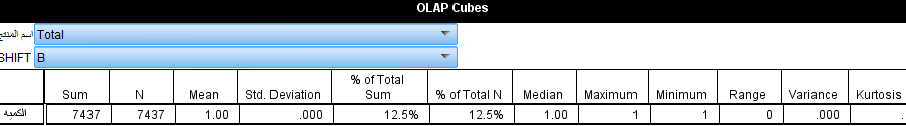 OLAP Cubes
اسم المنتج Total
SHIFT B
Sum N Mean Std. Deviation % of Total Sum % of Total N Median Maximum Minimum Range Variance Kurtosis
الكميه 7437 7437 1.00 .000 12.5% 12.5% 1.00 1 1 0 .000 .